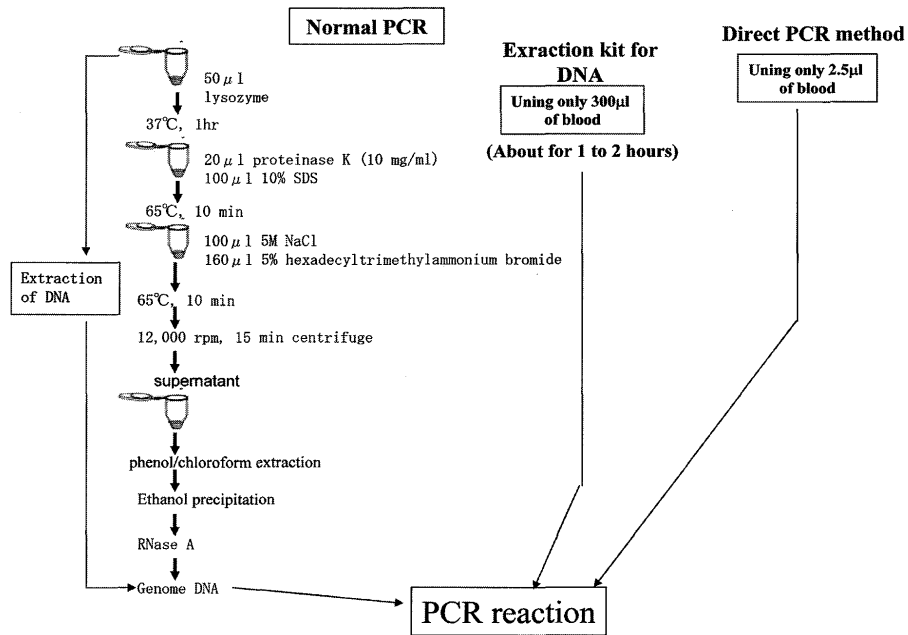 Normal PCR
50μl
lysozyme
37℃, 1hr
20μl proteinase K (10 mg/ml)
100μl 10% SDS
65℃, 10 min
100μl 5M NaCl
160μl 5% hexadecyltrimethylammonium bromide
65℃, 10 min
12,000 rpm, 15 min centrifuge
supernatant
phenol/chloroform extraction
Ethanol precipitation
RNase A
Genome DNA
Extraction
of DNA
Exraction kit for
DNA
Uning only 300μl
of blood
(About for 1 to 2 hours)
Direct PCR method
Uning only 2.5μl
of blood
PCR reaction